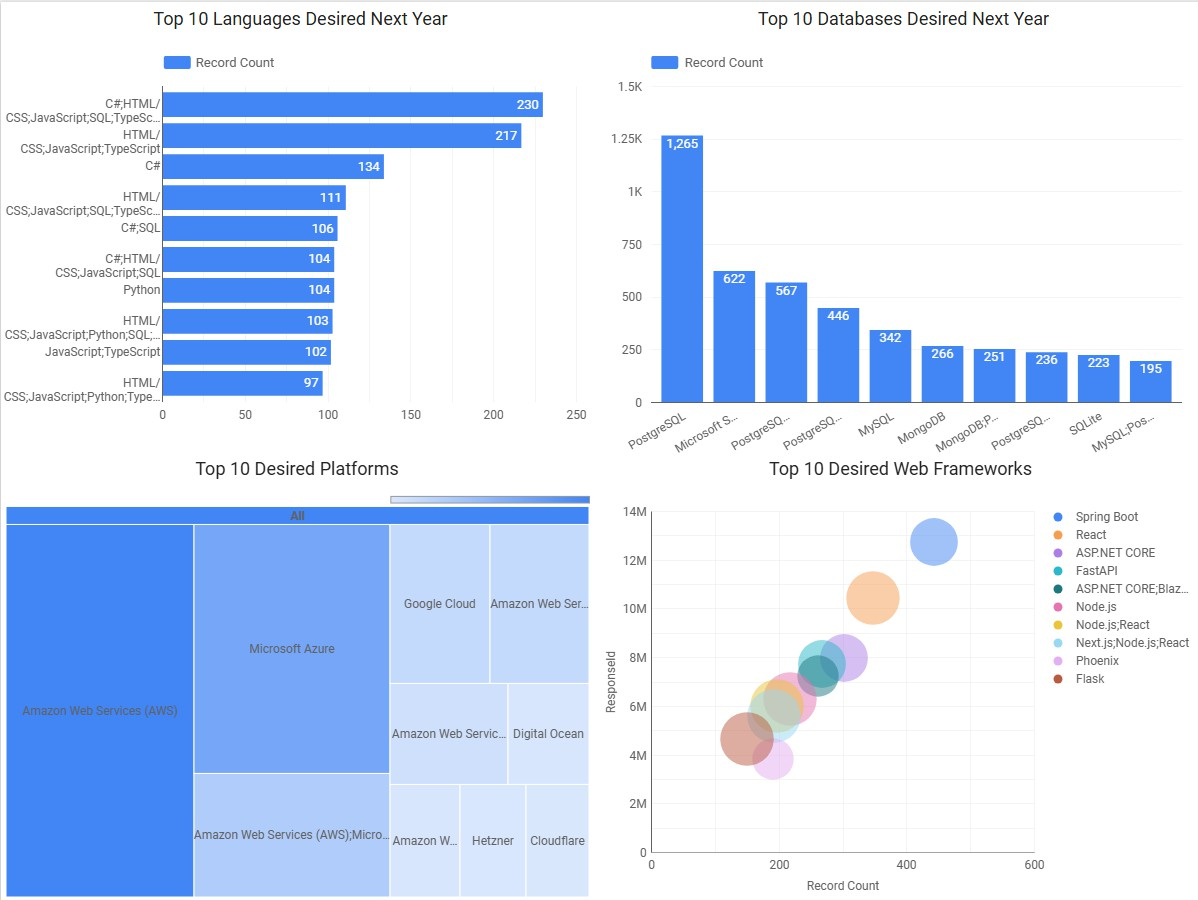 Top 10 Languages Desired Next Year
Record Count
C#;HTML/
CSS;JavaScript;SQL;TypeSc...
HTML/
CSS;JavaScript;TypeScript
C#
HTML/
CSS;JavaScript;SQL;TypeSc...
C#;SQL
C#;HTML/
CSS;JavaScript;SQL
Python
HTML/
CSS;JavaScript;Python;SQL;...
JavaScript;TypeScript
HTML/
CSS;JavaScript;Python;Type...
230
217
134
111
106
104
104
103
102
97
0 50 100 150 200 250
Top 10 Databases Desired Next Year
Record Count
1.5K
1.25K
1K
750
500
250
0
1,265
622
567
446
342
266
251
236
223
195
PostgreSQL
Microsoft S...
PostgreSQ...
PostgreSQ...
MySQL
MongoDB
MongoDB;P...
PostgreSQ...
SQLite
MySQL;Pos...
Top 10 Desired Platforms
All
Amazon Web Services (AWS)
Microsoft Azure
Amazon Web Services (AWS);Micro...
Google Cloud
Amazon Web Ser...
Amazon Web Servic...
Digital Ocean
Amazon W...
Hetzner
Cloudflare
Top 10 Desired Web Frameworks
14M
12M
10M
8M
6M
4M
2M
0
ResponseId
0 200 400 600
Record Count
Spring Boot
React
ASP.NET CORE
FastAPI
ASP.NET CORE;Blaz...
Node.js
Node.js;React
Next.js;Node.js;React
Phoenix
Flask